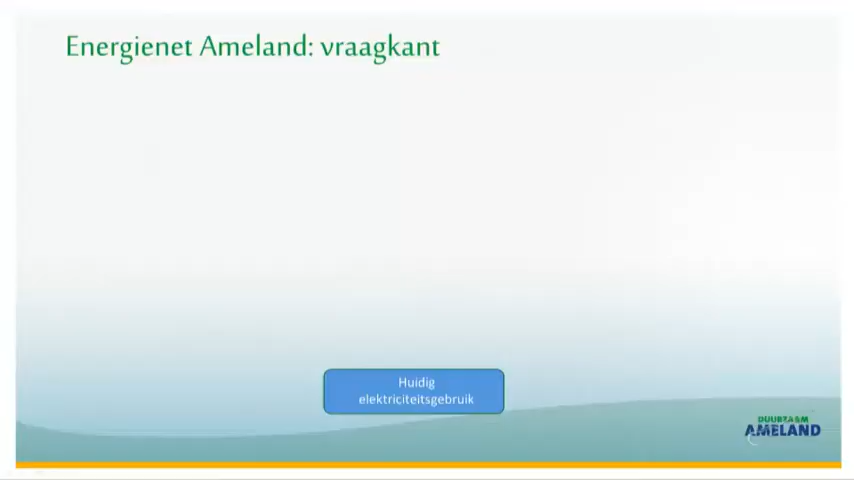 Energienet Ameland: vraagkant
Huidig
elektriciteitsgebruik
DUURZAAM
AMELAND